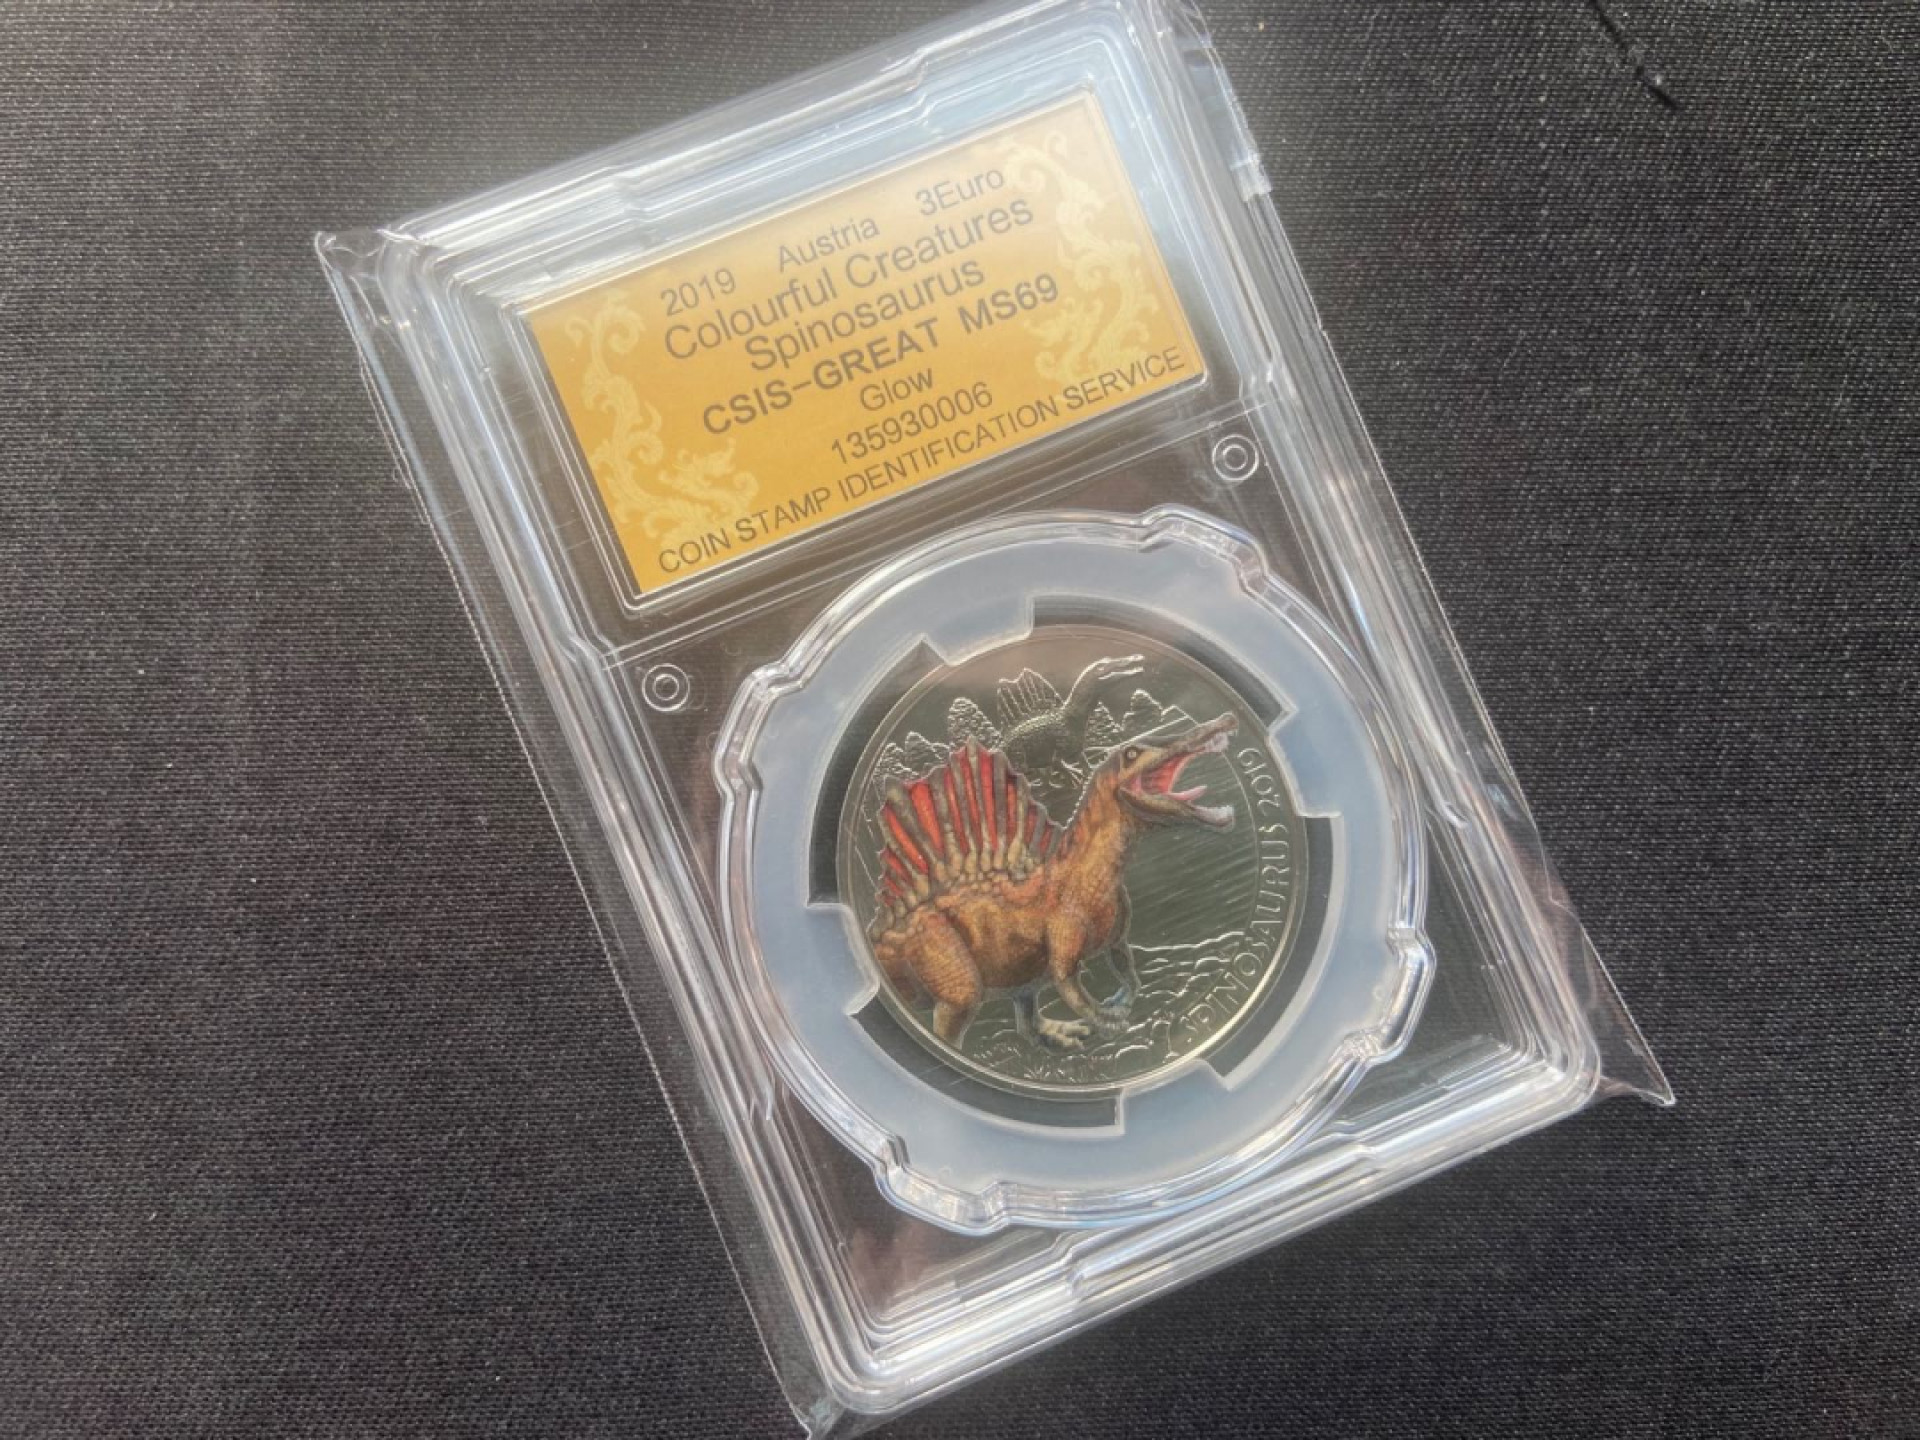 2019 Austria 3Euro
Colourful Creatures
Spinosaurus
CSIS-GREAT MS69
Glow
135930006
COIN STAMP IDENTIFICATION SERVICE
SPINOSAURUS 2019